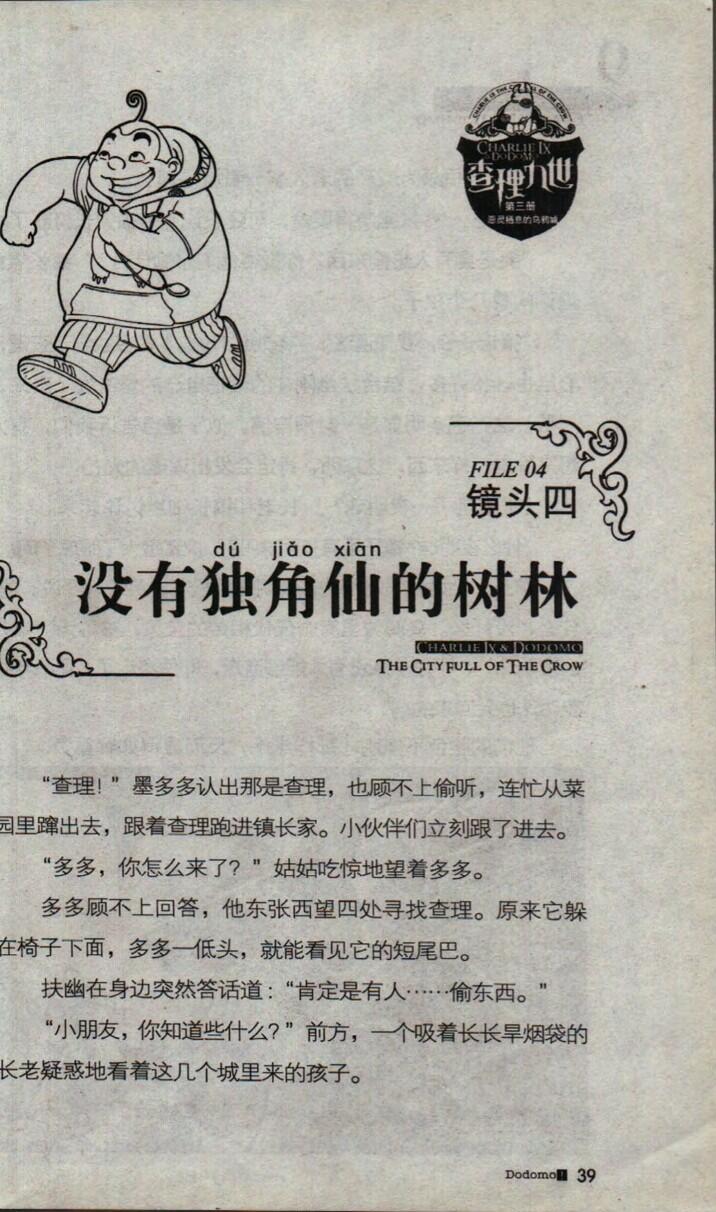 CHARLIE IX
DODOMO
查理九世
第三册
恶灵栖息的乌鸦城
FILE 04
镜头四
dú jiǎo xiān
没有独角仙的树林
CHARLIE IX & DODOMO
THE CITY FULL OF THE CROW
“查理！”墨多多认出那是查理，也顾不上偷听，连忙从菜
园里蹿出去，跟着查理跑进镇长家。小伙伴们立刻跟了进去。
“多多，你怎么来了？”姑姑吃惊地望着多多。
多多顾不上回答，他东张西望四处寻找查理。原来它躲
在椅子下面，多多一低头，就能看见它的短尾巴。
扶幽在身边突然答话道：“肯定是有人……偷东西。”
“小朋友，你知道些什么？”前方，一个吸着长长旱烟袋的
长老疑惑地看着这几个城里来的孩子。
Dodomo! 39